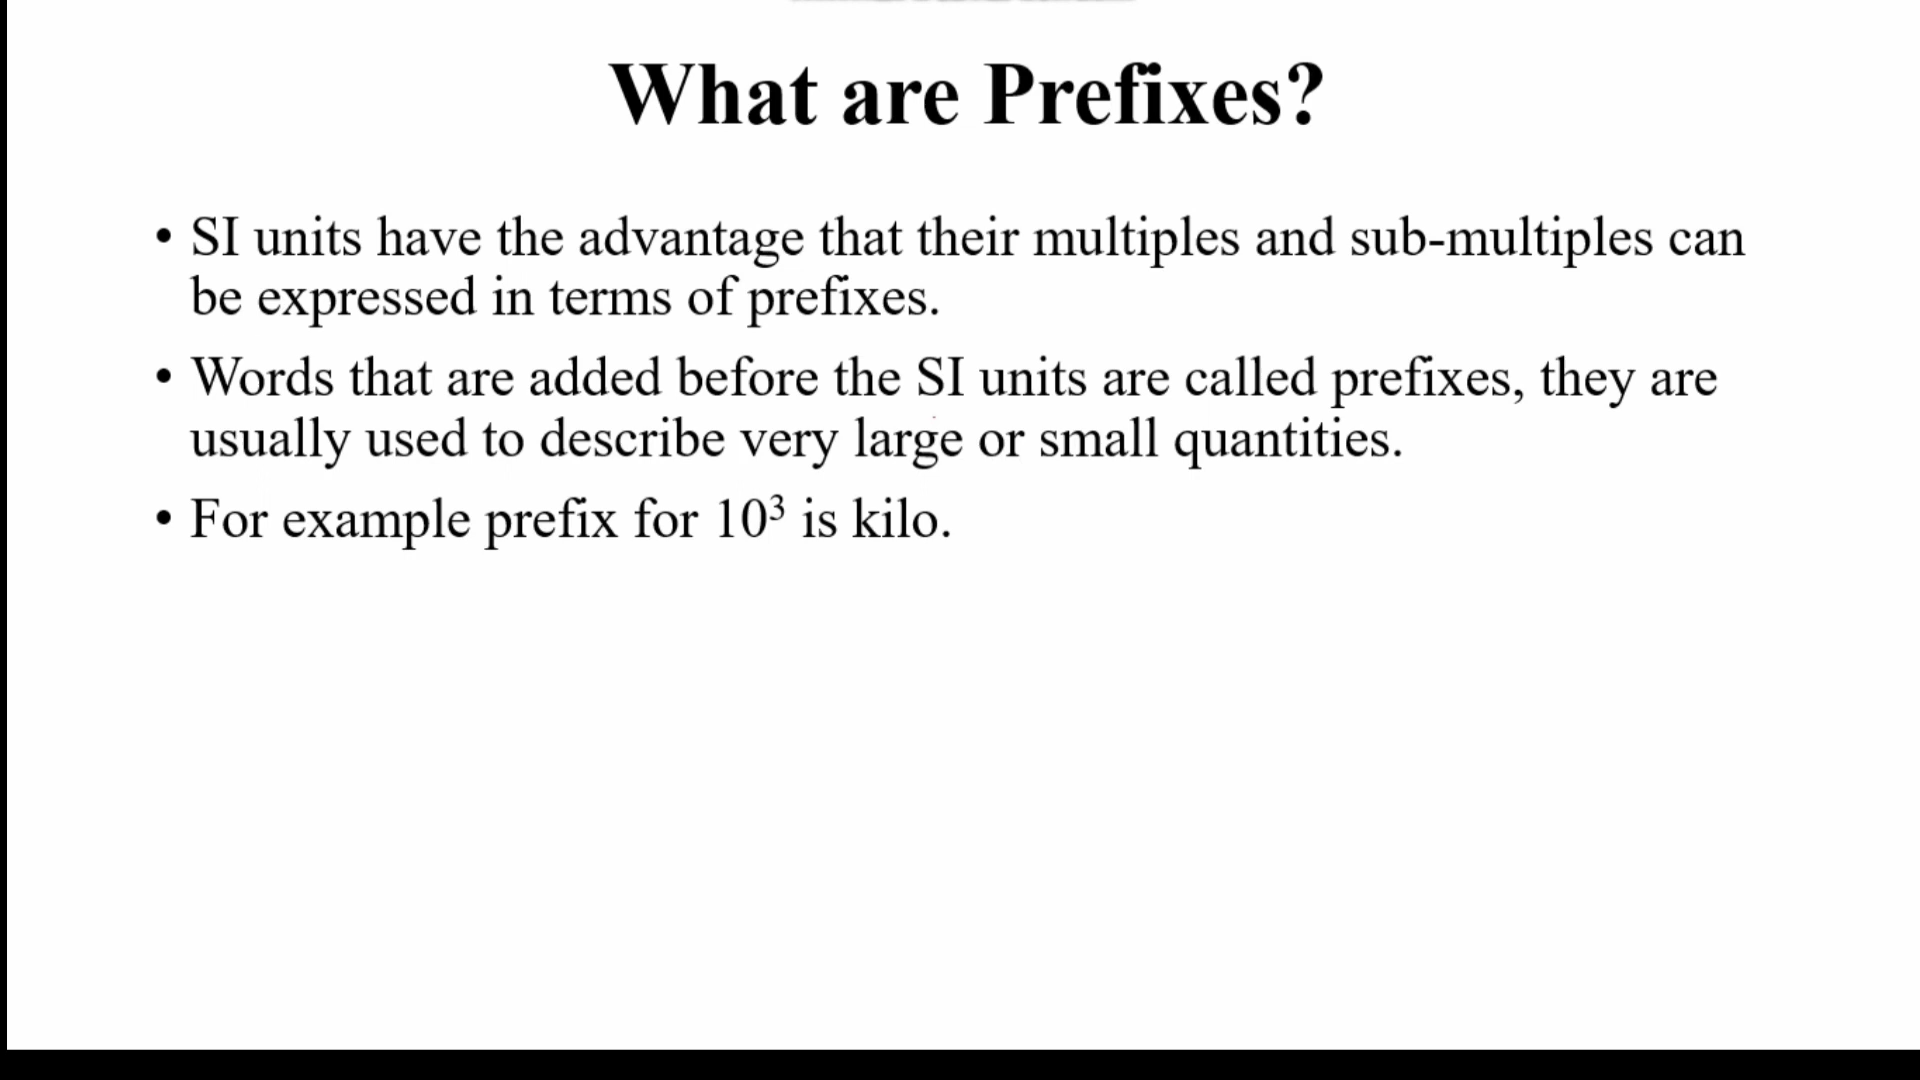 What are Prefixes?
• SI units have the advantage that their multiples and sub-multiples can
be expressed in terms of prefixes.
• Words that are added before the SI units are called prefixes, they are
usually used to describe very large or small quantities.
• For example prefix for 10³ is kilo.